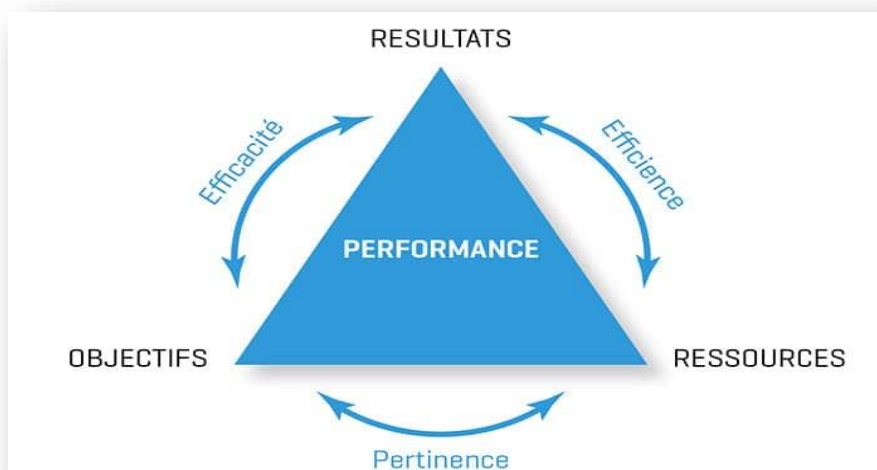 RESULTATS
Efficacité
Efficience
PERFORMANCE
OBJECTIFS
RESSOURCES
Pertinence